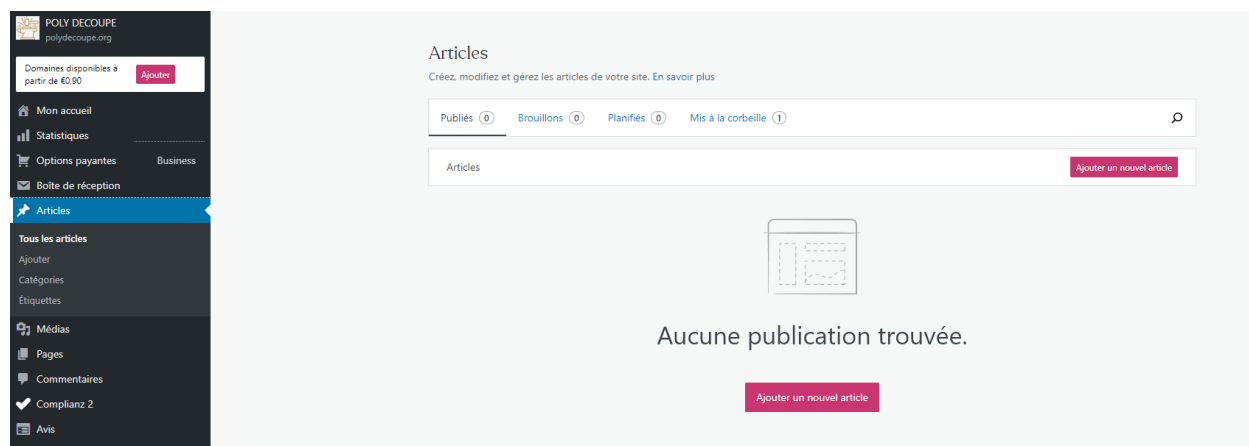 POLY DECOUPE
polydecoupe.org
Domaines disponibles à
partir de €0,90
Ajouter
Mon accueil
Statistiques
Options payantes Business
Boîte de réception
Articles
Tous les articles
Ajouter
Catégories
Étiquettes
Médias
Pages
Commentaires
Complianz 2
Avis
Articles
Créez, modifiez et gérez les articles de votre site. En savoir plus
Publiés 0 Brouillons 0 Planifiés 0 Mis à la corbeille 1
Articles Ajouter un nouvel article
Aucune publication trouvée.
Ajouter un nouvel article